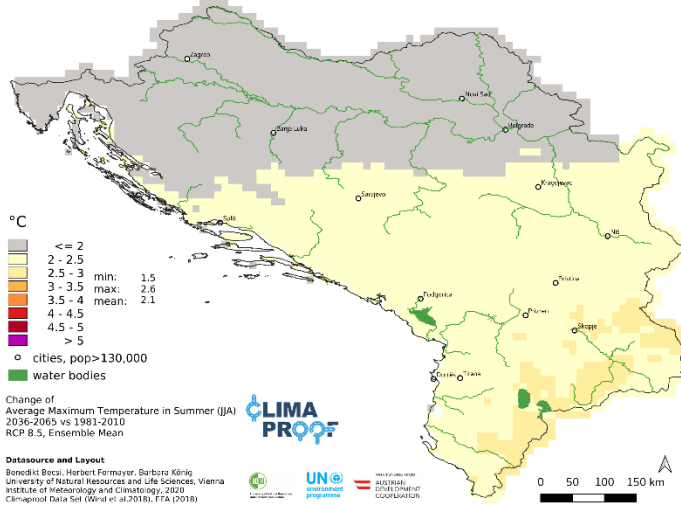 Zagreb
Novi Sad
Belgrade
Banja Luka
Kragujevac
Sarajevo
Split
Niš
Pristina
Podgorica
Prizren
Skopje
Durrës
Tirana
°C
<= 2
2 - 2.5
2.5 - 3
3 - 3.5
3.5 - 4
4 - 4.5
4.5 - 5
> 5
min: 1.5
max: 2.6
mean: 2.1
cities, pop>130,000
water bodies
Change of
Average Maximum Temperature in Summer (JJA)
2036-2065 vs 1981-2010
RCP 8.5, Ensemble Mean
CLIMA
PROOF
Datasource and Layout
Benedikt Becsi, Herbert Formayer, Barbara König
University of Natural Resources and Life Sciences, Vienna
Institute of Meteorology and Climatology, 2020
Climaproof Data Set (Wind et al.2018), EEA (2018)
UN
environment
programme
WITH FUNDING FROM
AUSTRIAN
DEVELOPMENT
COOPERATION
0 50 100 150 km